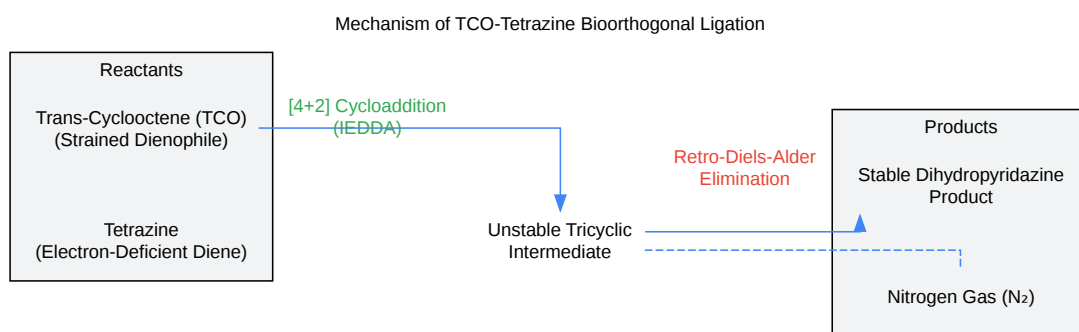 Mechanism of TCO-Tetrazine Bioorthogonal Ligation
Reactants
Trans-Cyclooctene (TCO)
(Strained Dienophile)
Tetrazine
(Electron-Deficient Diene)
[4+2] Cycloaddition
(IEDDA)
Unstable Tricyclic
Intermediate
Retro-Diels-Alder
Elimination
Products
Stable Dihydropyridazine
Product
Nitrogen Gas (N₂)